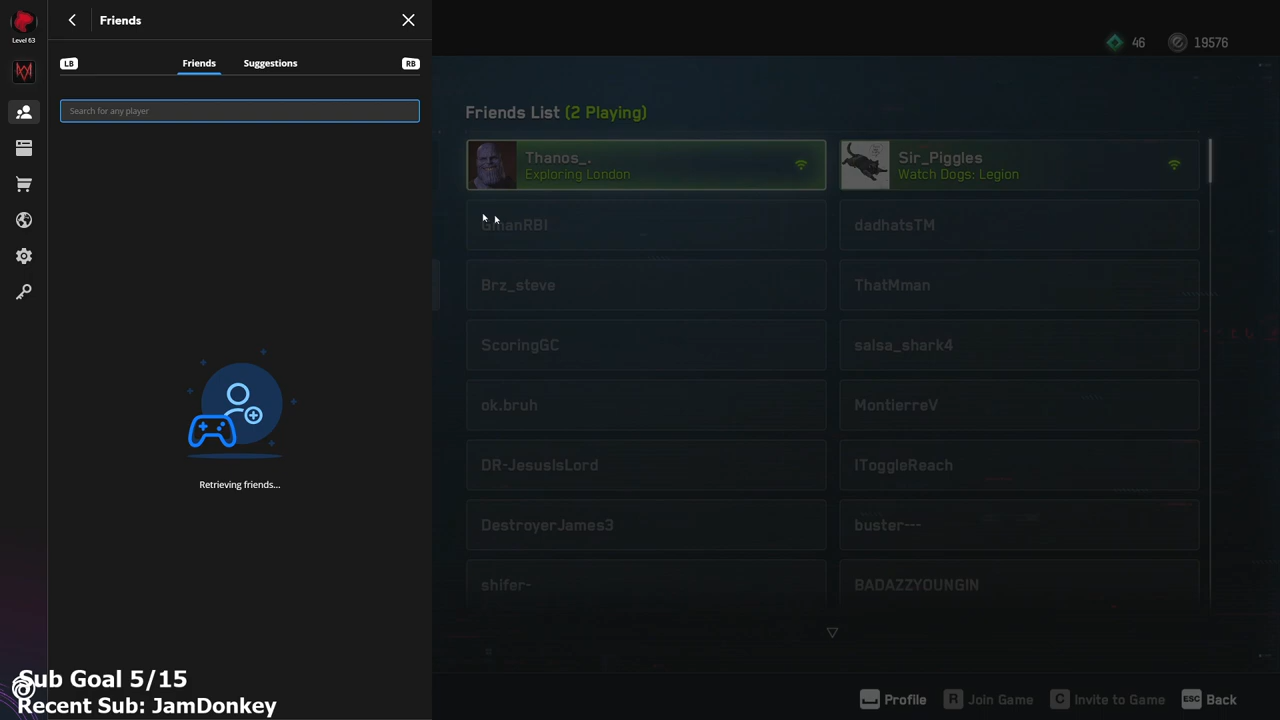 Level 63
Friends
LB
Friends
Suggestions
RB
Search for any player
Retrieving friends...
46
19576
Friends List (2 Playing)
Thanos_.
Exploring London
Sir_Piggles
Watch Dogs: Legion
GmanRBI
dadhatsTM
Brz_steve
ThatMman
ScoringGC
salsa_shark4
ok.bruh
MontierreV
DR-JesusIsLord
IToggleReach
DestroyerJames3
buster---
shifer-
BADAZZYOUNGIN
Sub Goal 5/15
Recent Sub: JamDonkey
Profile
R Join Game
C Invite to Game
ESC Back